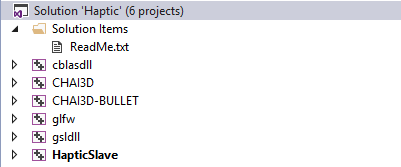 Solution 'Haptic' (6 projects)
Solution Items
ReadMe.txt
cblasdll
CHAI3D
CHAI3D-BULLET
glfw
gsldll
HapticSlave